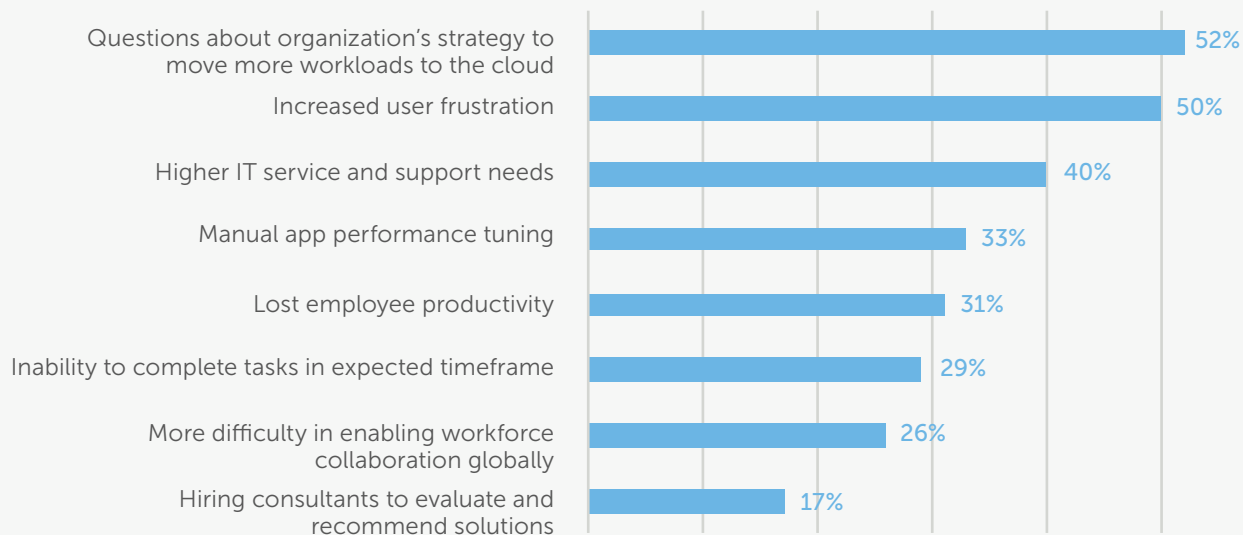 Questions about organization's strategy to
move more workloads to the cloud
52%
Increased user frustration
50%
Higher IT service and support needs
40%
Manual app performance tuning
33%
Lost employee productivity
31%
Inability to complete tasks in expected timeframe
29%
More difficulty in enabling workforce
collaboration globally
26%
Hiring consultants to evaluate and
recommend solutions
17%